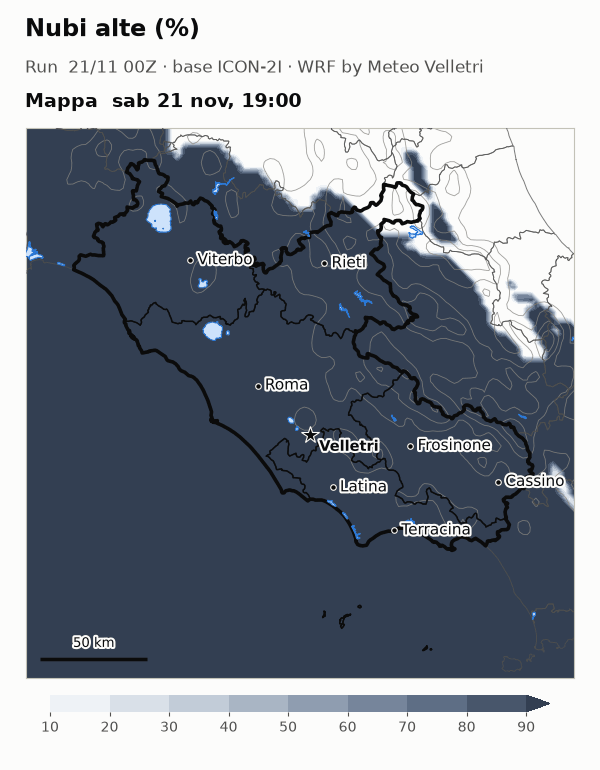 Nubi alte (%)
Run  21/11 00Z · base ICON-2I · WRF by Meteo Velletri
Mappa  sab 21 nov, 19:00
Viterbo
Rieti
Roma
Velletri
Frosinone
Latina
Cassino
Terracina
50 km
10 20 30 40 50 60 70 80 90